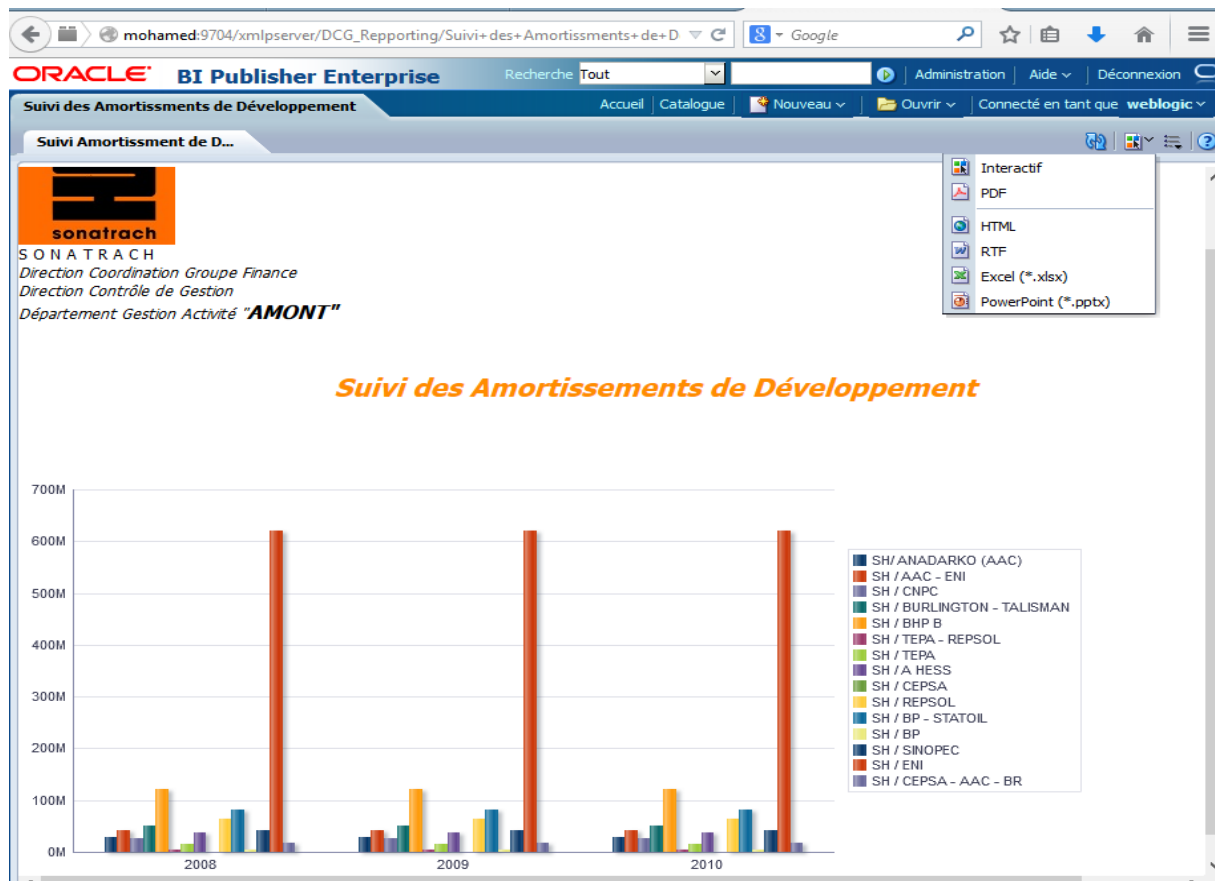 mohamed:9704/xmlpserver/DCG_Repporting/Suivi+des+Amortissments+de+D
8 Google
ORACLE BI Publisher Enterprise Recherche Tout Administration Aide Déconnexion
Suivi des Amortissments de Développement Accueil Catalogue Nouveau Ouvrir Connecté en tant que weblogic
Suivi Amortissment de D...
Interactif
PDF
HTML
RTF
Excel (*.xlsx)
PowerPoint (*.pptx)
sonatrach
S O N A T R A C H
Direction Coordination Groupe Finance
Direction Contrôle de Gestion
Département Gestion Activité "AMONT"
Suivi des Amortissements de Développement
700M
600M
500M
400M
300M
200M
100M
0M
2008 2009 2010
SH/ ANADARKO (AAC)
SH / AAC - ENI
SH / CNPC
SH / BURLINGTON - TALISMAN
SH / BHP B
SH / TEPA - REPSOL
SH / TEPA
SH / A HESS
SH / CEPSA
SH / REPSOL
SH / BP - STATOIL
SH / BP
SH / SINOPEC
SH / ENI
SH / CEPSA - AAC - BR